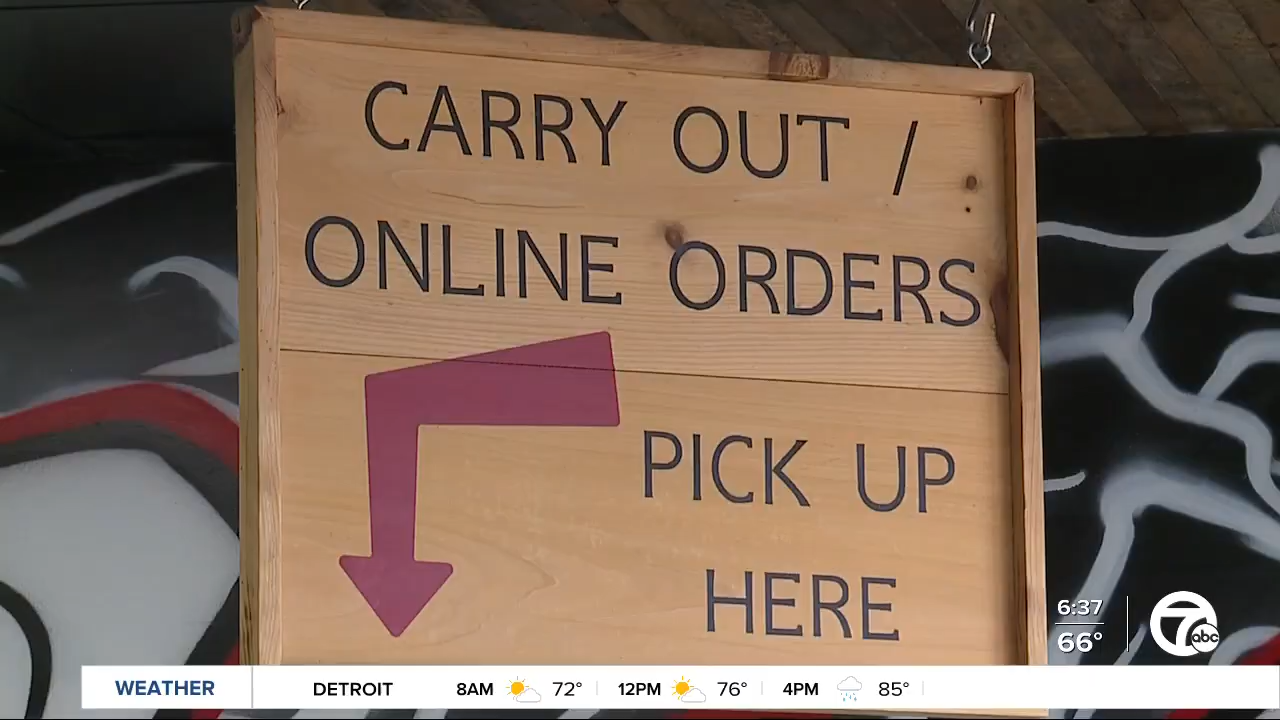 CARRY OUT /
ONLINE ORDERS
PICK UP
HERE
6:37
66°
7 abc
WEATHER DETROIT 8AM 72° 12PM 76° 4PM 85°